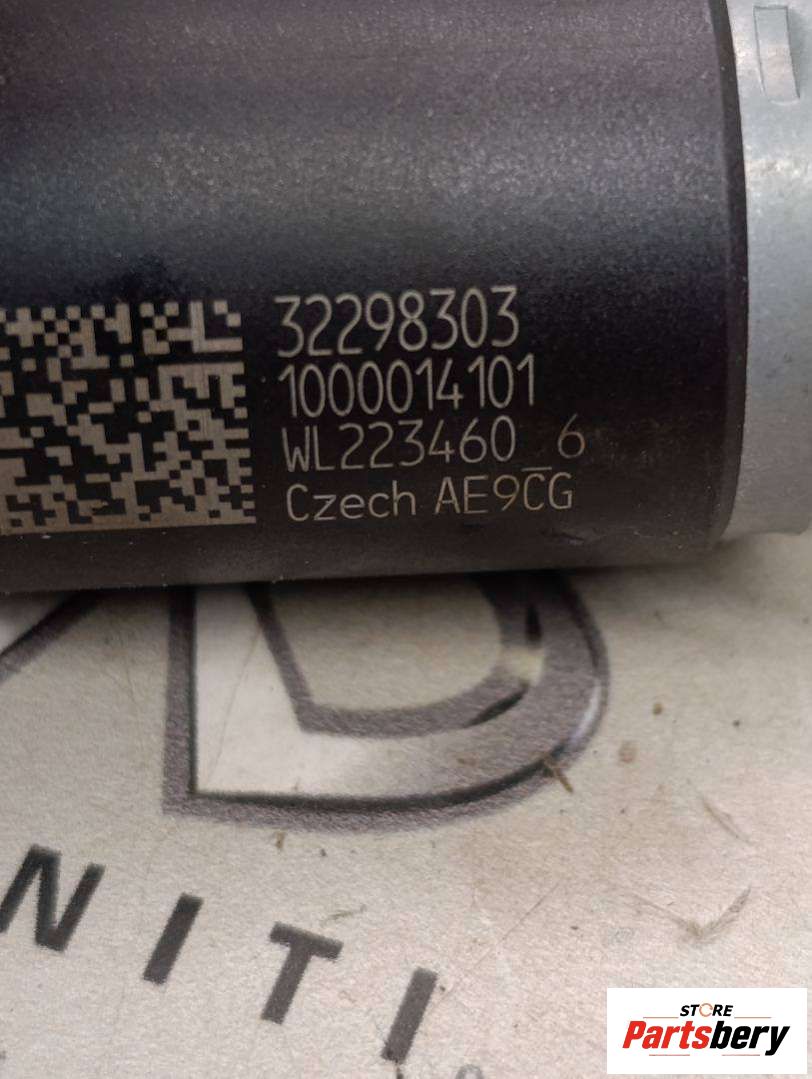 32298303
1000014101
WL223460_6
Czech AE9CG
D
NITI
STORE
Partsbery